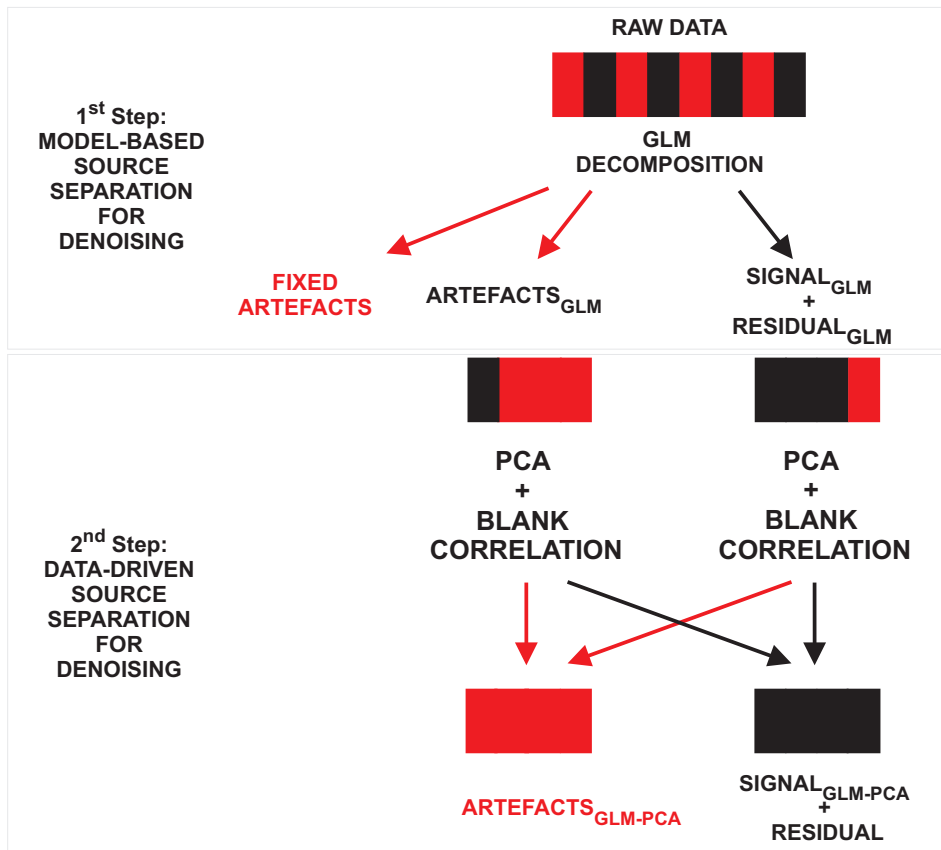 RAW DATA
1st Step:
MODEL-BASED
SOURCE
SEPARATION
FOR
DENOISING
GLM
DECOMPOSITION
FIXED
ARTEFACTS
ARTEFACTSGLM
SIGNALGLM
+
RESIDUALGLM
2nd Step:
DATA-DRIVEN
SOURCE
SEPARATION
FOR
DENOISING
PCA
+
BLANK
CORRELATION
PCA
+
BLANK
CORRELATION
ARTEFACTSGLM-PCA
SIGNALGLM-PCA
+
RESIDUAL